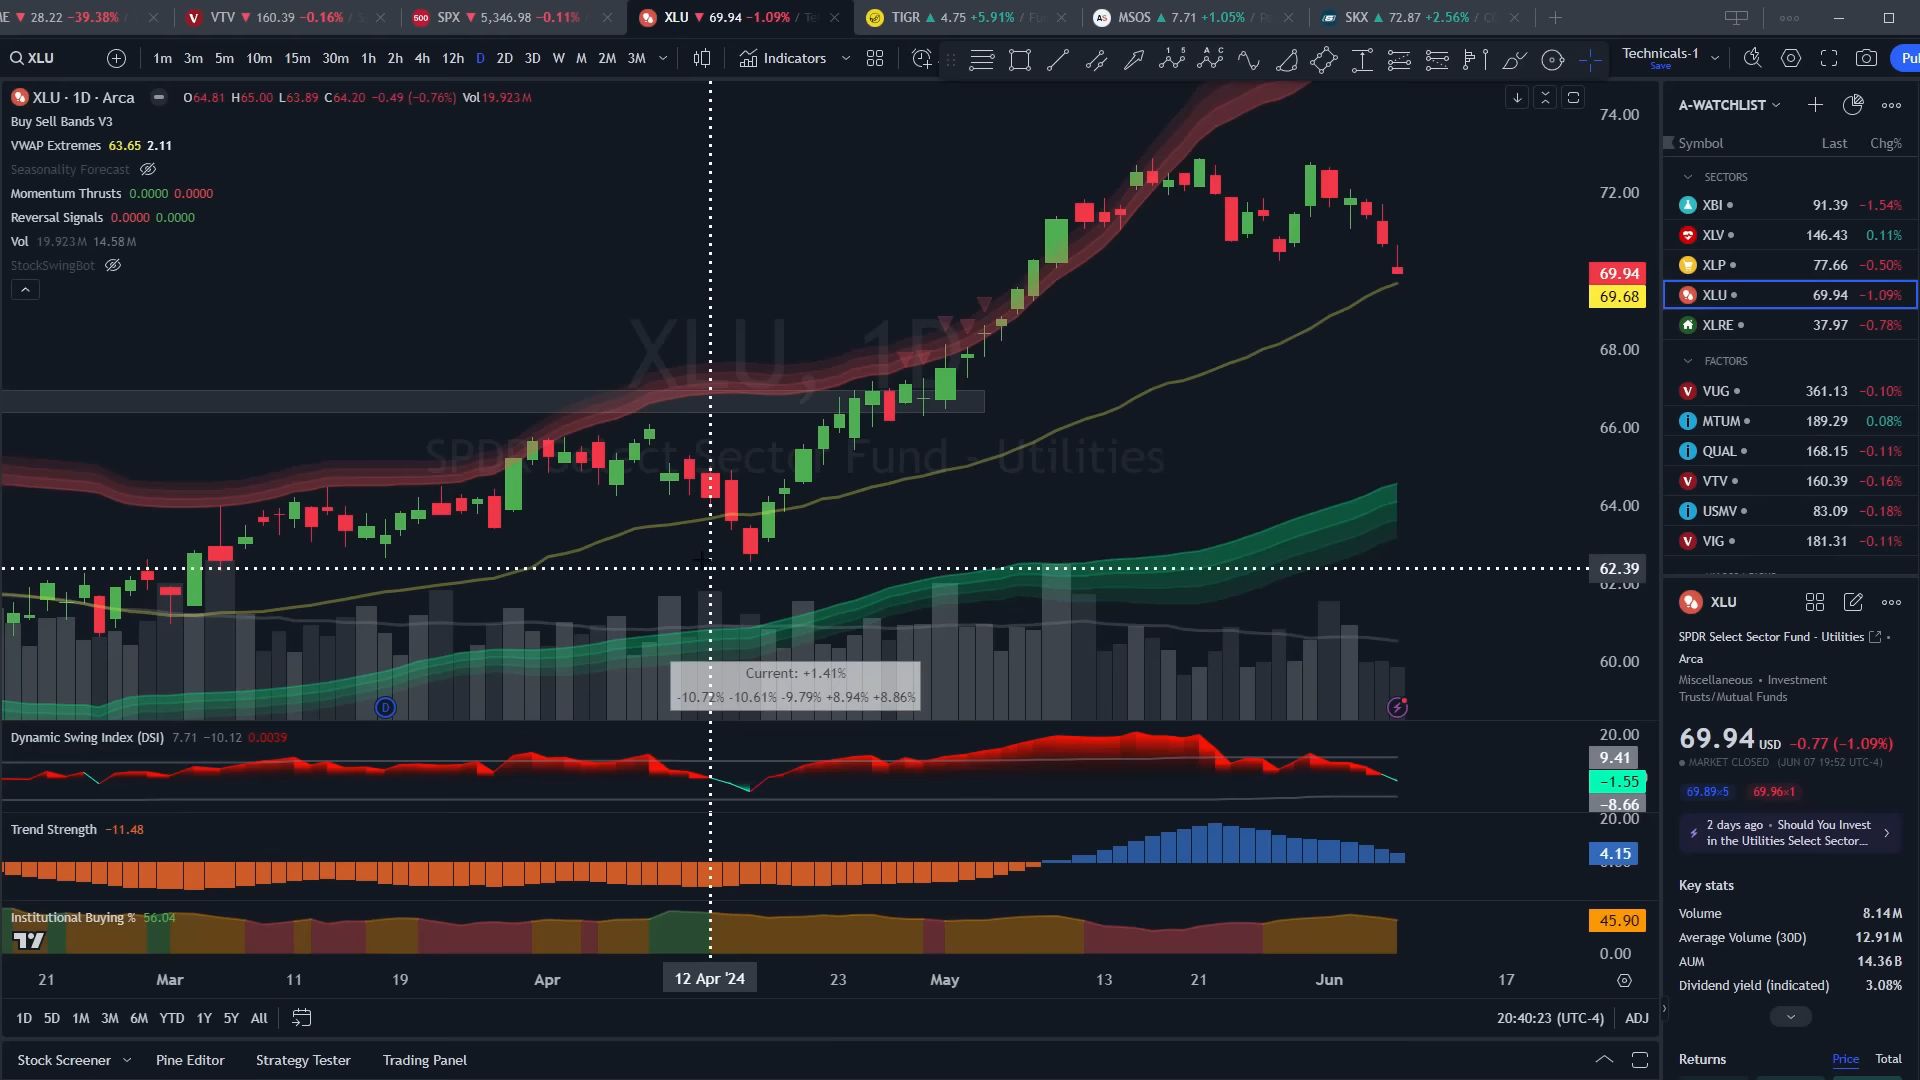 E ▼ 28.22 −39.38% /
VTV ▼ 160.39 −0.16% / S
500 SPX ▼ 5,346.98 −0.11%
XLU ▼ 69.94 −1.09% / Te
TIGR ▲ 4.75 +5.91% / Fu
MSOS ▲ 7.71 +1.05% / R
SKX ▲ 72.87 +2.56% / CC
XLU
1m 3m 5m 10m 15m 30m 1h 2h 4h 12h D 2D 3D W M 2M 3M
Indicators
Technicals-1
Save
Pu
XLU · 1D · Arca O64.81 H65.00 L63.89 C64.20 −0.49 (−0.76%) Vol19.923M
Buy Sell Bands V3
VWAP Extremes 63.65 2.11
Seasonality Forecast
Momentum Thrusts 0.0000 0.0000
Reversal Signals 0.0000 0.0000
Vol 19.923M 14.58M
StockSwingBot
XLU, 1D
SPDR Select Sector Fund - Utilities
74.00
72.00
69.94
69.68
68.00
66.00
64.00
62.39
62.00
60.00
Current: +1.41%
-10.72% -10.61% -9.79% +8.94% +8.86%
D
Dynamic Swing Index (DSI) 7.71 −10.12 0.0039
20.00
9.41
−1.55
−8.66
Trend Strength −11.48
20.00
4.15
Institutional Buying % 56.04
45.90
0.00
21 Mar 11 19 Apr 12 Apr '24 23 May 13 21 Jun 17
1D 5D 1M 3M 6M YTD 1Y 5Y All
20:40:23 (UTC-4) ADJ
Stock Screener Pine Editor Strategy Tester Trading Panel
A-WATCHLIST
Symbol Last Chg%
SECTORS
XBI 91.39 −1.54%
XLV 146.43 0.11%
XLP 77.66 −0.50%
XLU 69.94 −1.09%
XLRE 37.97 −0.78%
FACTORS
VUG 361.13 −0.10%
MTUM 189.29 0.08%
QUAL 168.15 −0.11%
VTV 160.39 −0.16%
USMV 83.09 −0.18%
VIG 181.31 −0.11%
XLU
SPDR Select Sector Fund - Utilities
Arca
Miscellaneous • Investment
Trusts/Mutual Funds
69.94 USD −0.77 (−1.09%)
MARKET CLOSED (JUN 07 19:52 UTC-4)
69.89×5 69.96×1
2 days ago • Should You Invest
in the Utilities Select Sector...
Key stats
Volume 8.14M
Average Volume (30D) 12.91M
AUM 14.36B
Dividend yield (indicated) 3.08%
Returns Price Total